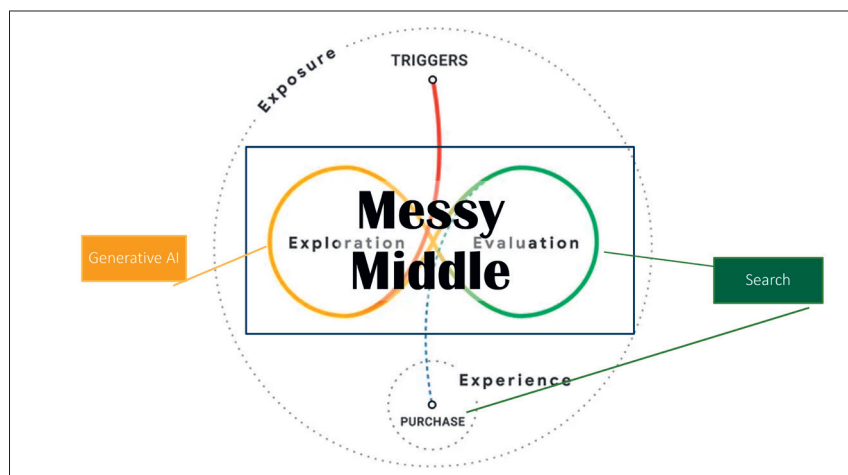 TRIGGERS
Exposure
Messy
Exploration
Evaluation
Middle
Generative AI
Search
Experience
PURCHASE